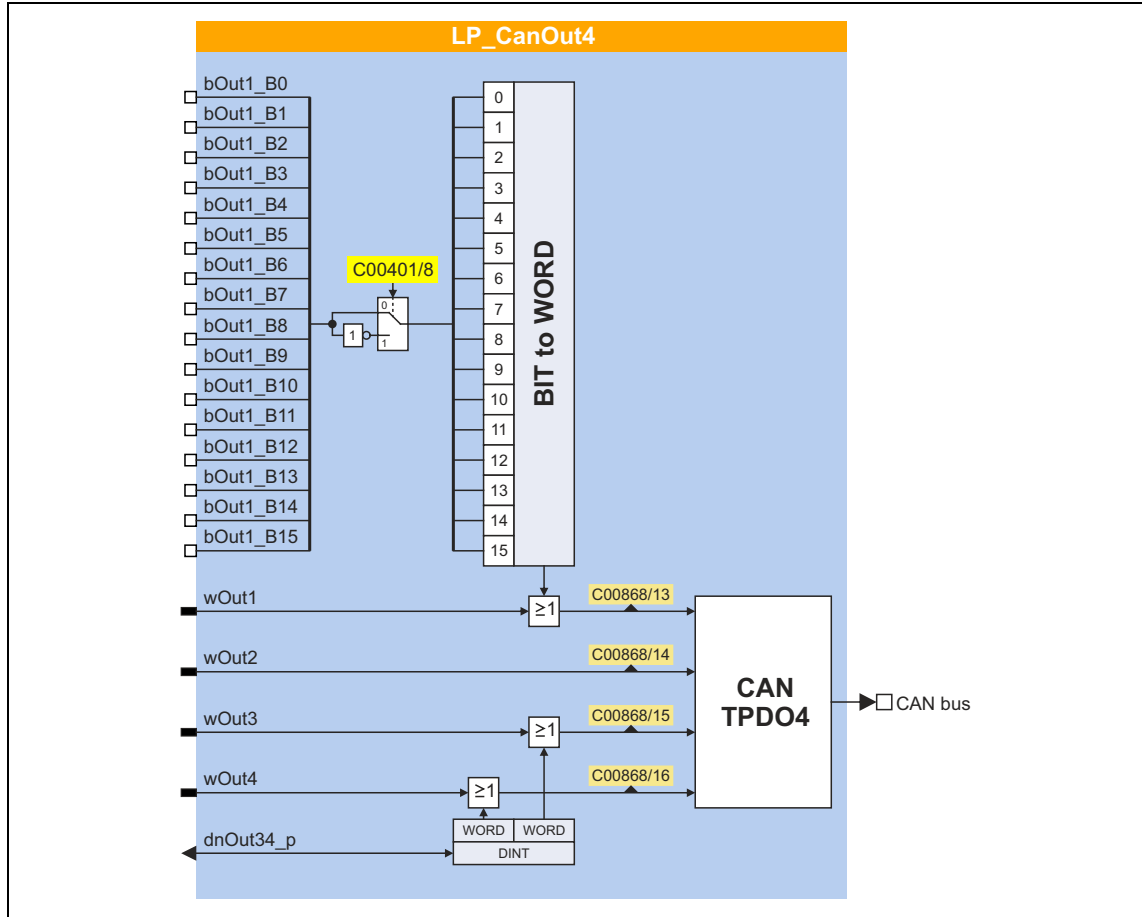 LP_CanOut4
bOut1_B0
bOut1_B1
bOut1_B2
bOut1_B3
bOut1_B4
bOut1_B5
bOut1_B6
bOut1_B7
bOut1_B8
bOut1_B9
bOut1_B10
bOut1_B11
bOut1_B12
bOut1_B13
bOut1_B14
bOut1_B15
C00401/8
0
1
1
0
1
2
3
4
5
6
7
8
9
10
11
12
13
14
15
BIT to WORD
wOut1
≥1
C00868/13
wOut2
C00868/14
wOut3
≥1
C00868/15
wOut4
≥1
C00868/16
dnOut34_p
WORD WORD
DINT
CAN
TPDO4
CAN bus